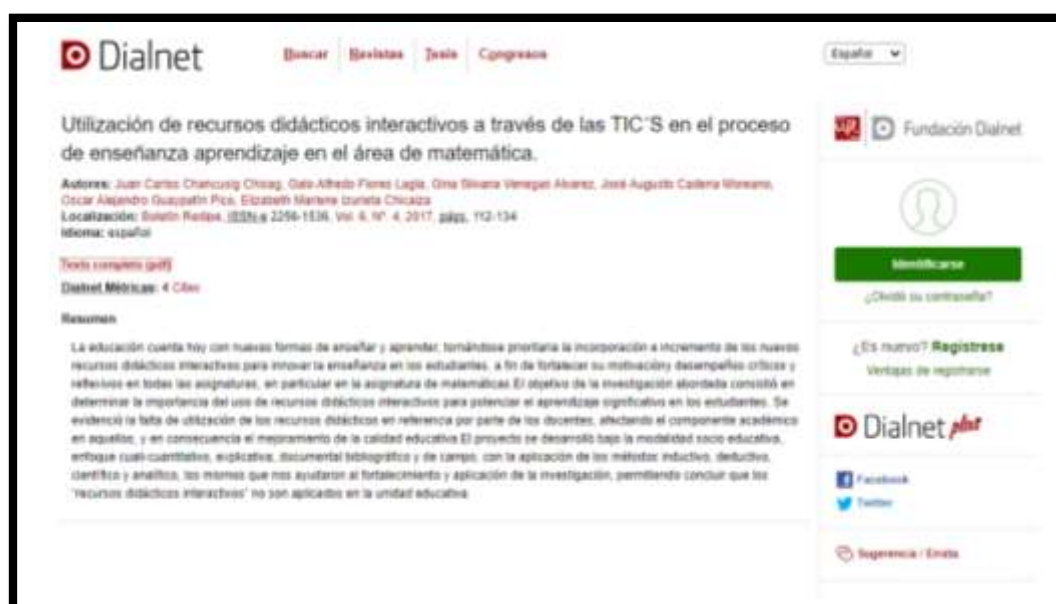 Dialnet
Buscar
Revistas
Tesis
Congresos
Español
Utilización de recursos didácticos interactivos a través de las TIC´S en el proceso
de enseñanza aprendizaje en el área de matemática.
Autores: Juan Carlos Chancusig Chisag, Galo Alfredo Flores Lagla, Gina Silvana Venegas Alvarez, José Augusto Cadena Moreano,
Oscar Alejandro Guaypatin Pico, Elizabeth Marlene Izurieta Chicaiza
Localización: Boletín Redipe, ISSN-e 2256-1536, Vol. 6, Nº. 4, 2017, págs. 112-134
Idioma: español
Texto completo (pdf)
Dialnet Métricas: 4 Citas
Resumen
La educación cuenta hoy con nuevas formas de enseñar y aprender, tornándose prioritaria la incorporación e incremento de los nuevos
recursos didácticos interactivos para innovar la enseñanza en los estudiantes, a fin de fortalecer su motivacióny desempeños críticos y
reflexivos en todas las asignaturas, en particular en la asignatura de matemáticas.El objetivo de la investigación abordada consistió en
determinar la importancia del uso de recursos didácticos interactivos para potenciar el aprendizaje significativo en los estudiantes. Se
evidenció la falta de utilización de los recursos didácticos en referencia por parte de los docentes, afectando el componente académico
en aquellos, y en consecuencia el mejoramiento de la calidad educativa.El proyecto se desarrolló bajo la modalidad socio educativa,
enfoque cuali-cuantitativo, explicativa, documental bibliográfico y de campo, con la aplicación de los métodos inductivo, deductivo,
científico y analítico, los mismos que nos ayudaron al fortalecimiento y aplicación de la investigación, permitiendo concluir que los
"recursos didácticos interactivos" no son aplicados en la unidad educativa.
Fundación Dialnet
Identificarse
¿Olvidó su contraseña?
¿Es nuevo? Regístrese
Ventajas de registrarse
Dialnet plus
Facebook
Twitter
Sugerencia / Errata